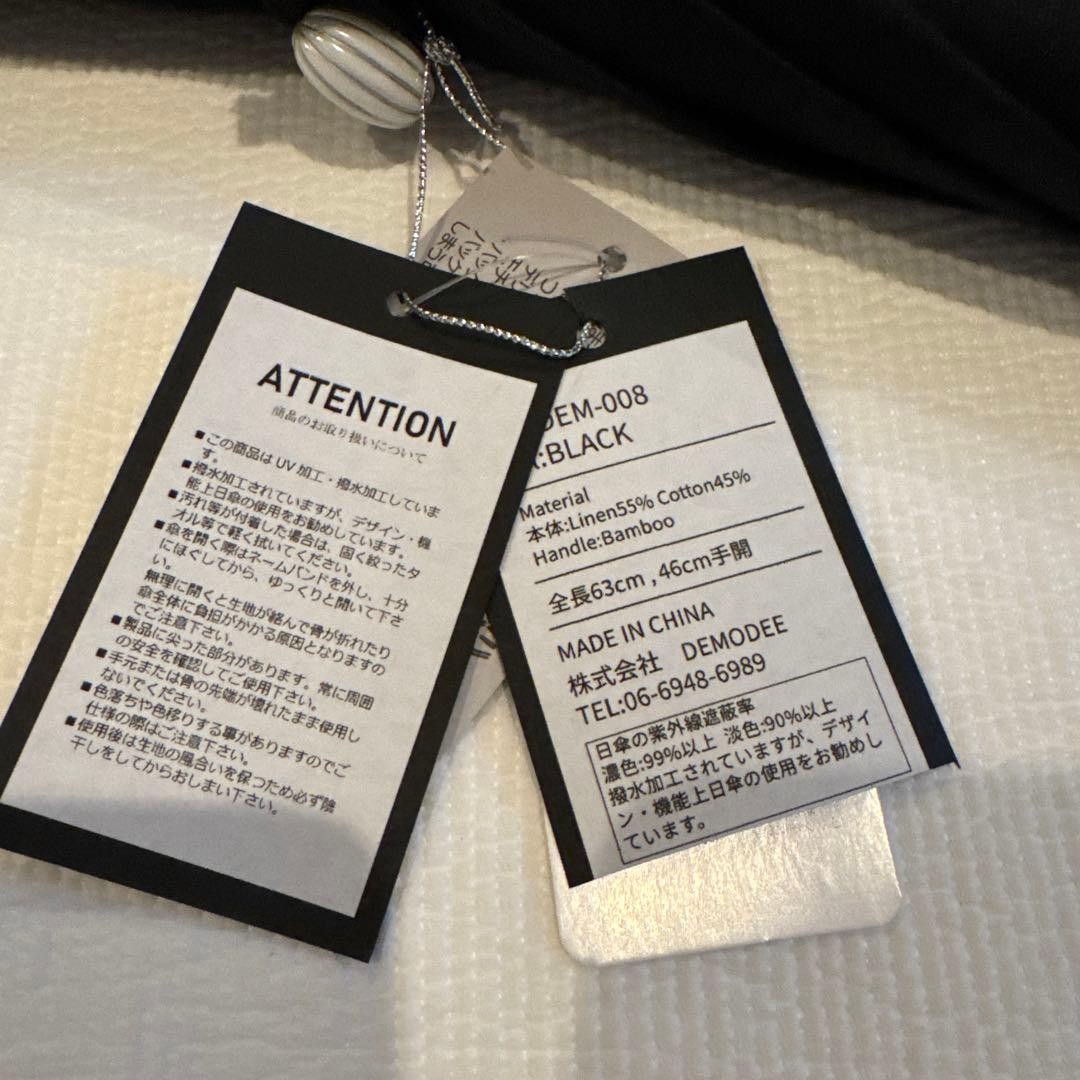 ATTENTION
商品のお取り扱いについて
■この商品は UV 加工・撥水加工していま
す。
■撥水加工されていますが、デザイン・機
能上日傘の使用をお勧めしています。
■汚れ等が付着した場合は、固く絞ったタ
オル等で軽く拭いてください。
■傘を開く際はネームバンドを外し、十分
にほぐしてから、ゆっくりと開いて下さ
い。
無理に開くと生地が絡んで骨が折れたり
傘全体に負担がかかる原因となりますの
でご注意下さい。
■製品に尖った部分があります。常に周囲
の安全を確認してご使用下さい。
■手元または骨の先端が壊れたまま使用し
ないでください。
■色落ちや色移りする事がありますのでご
仕様の際はご注意下さい。
■使用後は生地の風合いを保つため必ず陰
干しをしてからおしまい下さい。
DEM-008
:BLACK
Material
本体:Linen55% Cotton45%
Handle:Bamboo
全長63cm , 46cm手開
MADE IN CHINA
株式会社 DEMODEE
TEL:06-6948-6989
日傘の紫外線遮蔽率
濃色:99%以上 淡色:90%以上
撥水加工されていますが、デザイ
ン・機能上日傘の使用をお勧めし
ています。